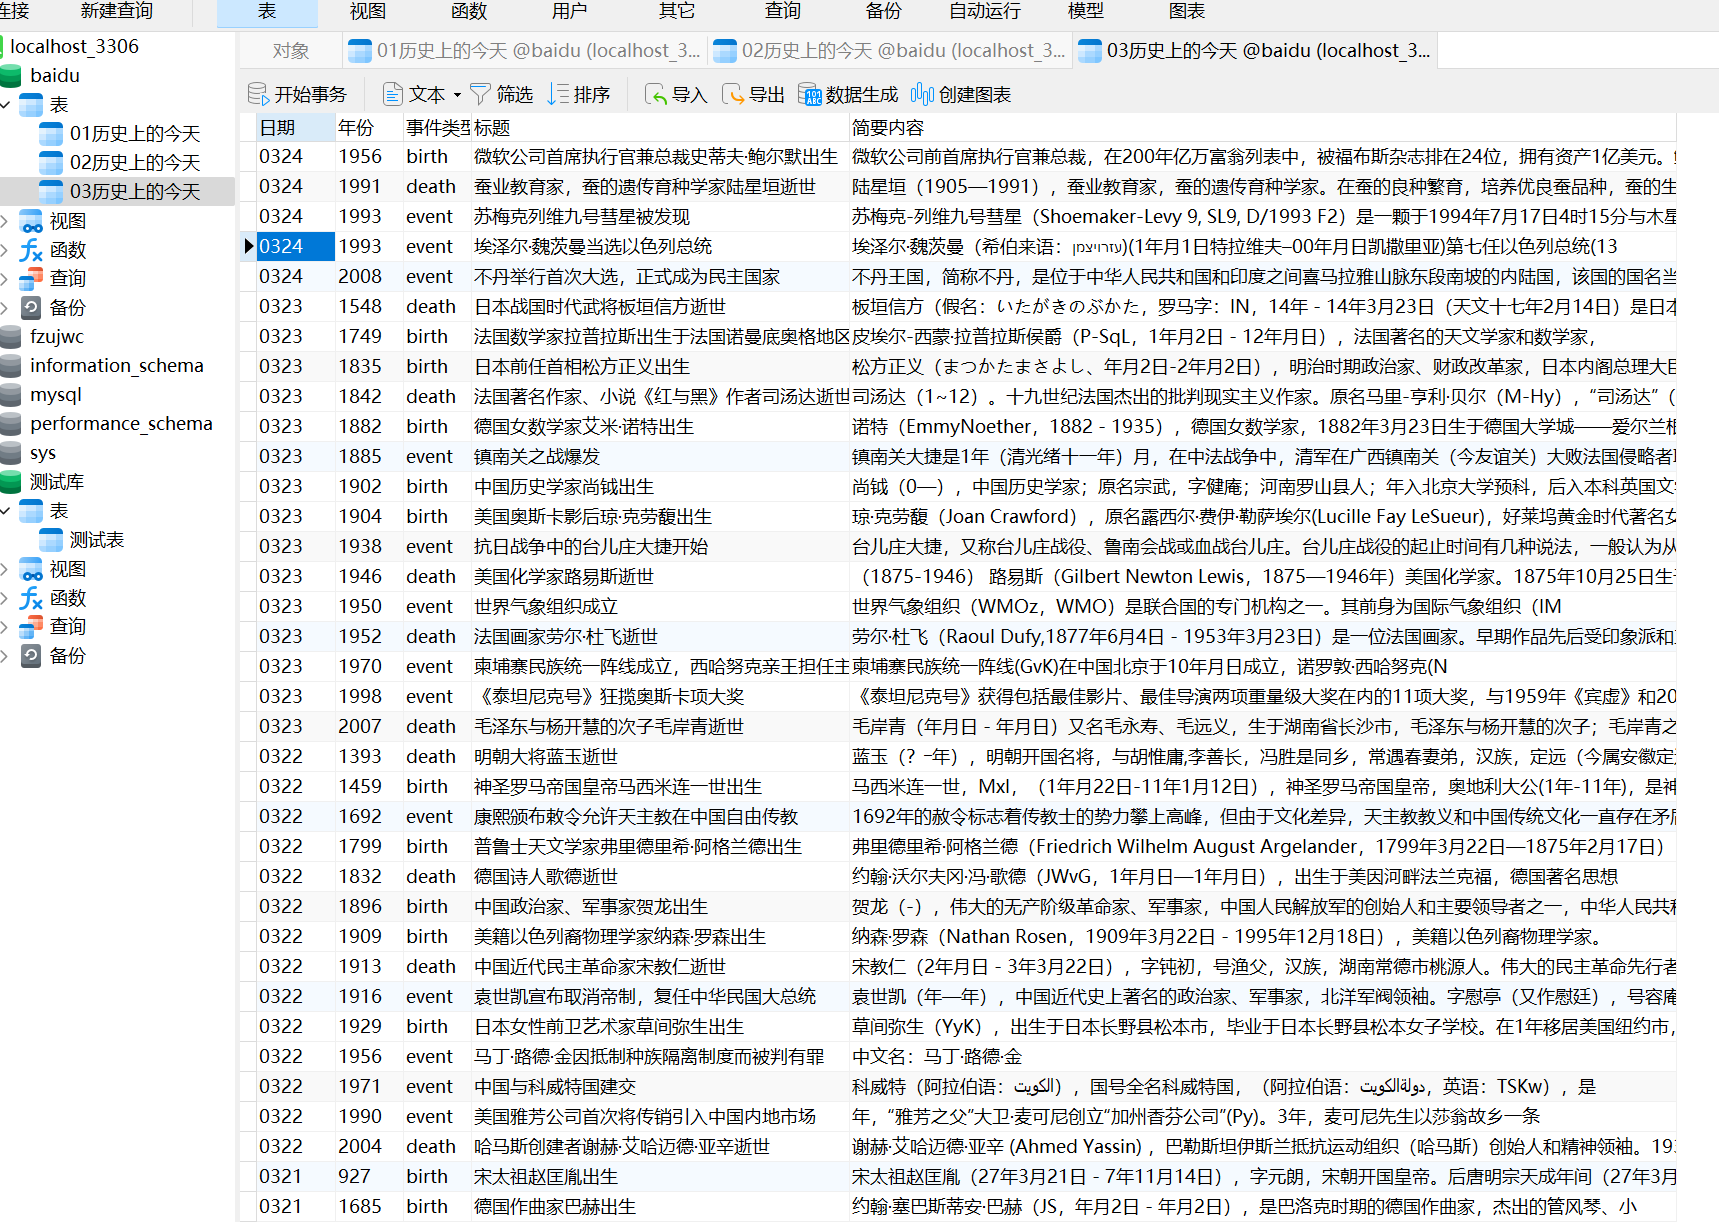 连接 新建查询 表 视图 函数 用户 其它 查询 备份 自动运行 模型 图表
localhost_3306
baidu
表
01历史上的今天
02历史上的今天
03历史上的今天
视图
函数
查询
备份
fzujwc
information_schema
mysql
performance_schema
sys
测试库
表
测试表
视图
函数
查询
备份
对象 01历史上的今天 @baidu (localhost_3... 02历史上的今天 @baidu (localhost_3... 03历史上的今天 @baidu (localhost_3...
开始事务 文本 筛选 排序 导入 导出 数据生成 创建图表
日期 年份 事件类型 标题 简要内容
0324 1956 birth 微软公司首席执行官兼总裁史蒂夫·鲍尔默出生 微软公司前首席执行官兼总裁，在200年亿万富翁列表中，被福布斯杂志排在24位，拥有资产1亿美元。
0324 1991 death 蚕业教育家，蚕的遗传育种学家陆星垣逝世 陆星垣（1905—1991），蚕业教育家，蚕的遗传育种学家。在蚕的良种繁育，培养优良蚕品种，蚕的生
0324 1993 event 苏梅克列维九号彗星被发现 苏梅克-列维九号彗星（Shoemaker-Levy 9, SL9, D/1993 F2）是一颗于1994年7月17日4时15分与木星
0324 1993 event 埃泽尔·魏茨曼当选以色列总统 埃泽尔·魏茨曼（希伯来语：עזרויצמן)(1年月1日特拉维夫–00年月日凯撒里亚)第七任以色列总统(13
0324 2008 event 不丹举行首次大选，正式成为民主国家 不丹王国，简称不丹，是位于中华人民共和国和印度之间喜马拉雅山脉东段南坡的内陆国，该国的国名当
0323 1548 death 日本战国时代武将板垣信方逝世 板垣信方（假名：いたがきのぶかた，罗马字：IN，14年 - 14年3月23日（天文十七年2月14日）是日本
0323 1749 birth 法国数学家拉普拉斯出生于法国诺曼底奥格地区 皮埃尔-西蒙·拉普拉斯侯爵（P-SqL，1年月2日 - 12年月日），法国著名的天文学家和数学家，
0323 1835 birth 日本前任首相松方正义出生 松方正义（まつかたまさよし、年月2日-2年月2日），明治时期政治家、财政改革家，日本内阁总理大臣
0323 1842 death 法国著名作家、小说《红与黑》作者司汤达逝世 司汤达（1~12）。十九世纪法国杰出的批判现实主义作家。原名马里-亨利·贝尔（M-Hy），“司汤达”（
0323 1882 birth 德国女数学家艾米·诺特出生 诺特（EmmyNoether，1882 - 1935），德国女数学家，1882年3月23日生于德国大学城——爱尔兰根
0323 1885 event 镇南关之战爆发 镇南关大捷是1年（清光绪十一年）月，在中法战争中，清军在广西镇南关（今友谊关）大败法国侵略者
0323 1902 birth 中国历史学家尚钺出生 尚钺（0—），中国历史学家；原名宗武，字健庵；河南罗山县人；年入北京大学预科，后入本科英国文学
0323 1904 birth 美国奥斯卡影后琼·克劳馥出生 琼·克劳馥（Joan Crawford），原名露西尔·费伊·勒萨埃尔(Lucille Fay LeSueur)，好莱坞黄金时代著名女
0323 1938 event 抗日战争中的台儿庄大捷开始 台儿庄大捷，又称台儿庄战役、鲁南会战或血战台儿庄。台儿庄战役的起止时间有几种说法，一般认为从
0323 1946 death 美国化学家路易斯逝世 （1875-1946） 路易斯（Gilbert Newton Lewis，1875—1946年）美国化学家。1875年10月25日生
0323 1950 event 世界气象组织成立 世界气象组织（WMOz，WMO）是联合国的专门机构之一。其前身为国际气象组织（IM
0323 1952 death 法国画家劳尔·杜飞逝世 劳尔·杜飞（Raoul Dufy,1877年6月4日 - 1953年3月23日）是一位法国画家。早期作品先后受印象派和
0323 1970 event 柬埔寨民族统一阵线成立，西哈努克亲王担任主 柬埔寨民族统一阵线(GvK)在中国北京于10年月日成立，诺罗敦·西哈努克(N
0323 1998 event 《泰坦尼克号》狂揽奥斯卡项大奖 《泰坦尼克号》获得包括最佳影片、最佳导演两项重量级大奖在内的11项大奖，与1959年《宾虚》和20
0323 2007 death 毛泽东与杨开慧的次子毛岸青逝世 毛岸青（年月日 - 年月日）又名毛永寿、毛远义，生于湖南省长沙市，毛泽东与杨开慧的次子；毛岸青之
0322 1393 death 明朝大将蓝玉逝世 蓝玉（？-年），明朝开国名将，与胡惟庸,李善长，冯胜是同乡，常遇春妻弟，汉族，定远（今属安徽定远
0322 1459 birth 神圣罗马帝国皇帝马西米连一世出生 马西米连一世，MxI，（1年月22日-11年1月12日），神圣罗马帝国皇帝，奥地利大公(1年-11年)，是神
0322 1692 event 康熙颁布敕令允许天主教在中国自由传教 1692年的赦令标志着传教士的势力攀上高峰，但由于文化差异，天主教教义和中国传统文化一直存在矛盾
0322 1799 birth 普鲁士天文学家弗里德里希·阿格兰德出生 弗里德里希·阿格兰德（Friedrich Wilhelm August Argelander，1799年3月22日—1875年2月17日）
0322 1832 death 德国诗人歌德逝世 约翰·沃尔夫冈·冯·歌德（JWvG，1年月日—1年月日），出生于美因河畔法兰克福，德国著名思想
0322 1896 birth 中国政治家、军事家贺龙出生 贺龙（-），伟大的无产阶级革命家、军事家，中国人民解放军的创始人和主要领导者之一，中华人民共和
0322 1909 birth 美籍以色列裔物理学家纳森·罗森出生 纳森·罗森（Nathan Rosen，1909年3月22日 - 1995年12月18日），美籍以色列裔物理学家。
0322 1913 death 中国近代民主革命家宋教仁逝世 宋教仁（2年月日 - 3年3月22日），字钝初，号渔父，汉族，湖南常德市桃源人。伟大的民主革命先行者
0322 1916 event 袁世凯宣布取消帝制，复任中华民国大总统 袁世凯（年—年），中国近代史上著名的政治家、军事家，北洋军阀领袖。字慰亭（又作慰廷），号容庵
0322 1929 birth 日本女性前卫艺术家草间弥生出生 草间弥生（YyK），出生于日本长野县松本市，毕业于日本长野县松本女子学校。在1年移居美国纽约市，
0322 1956 event 马丁·路德·金因抵制种族隔离制度而被判有罪 中文名：马丁·路德·金
0322 1971 event 中国与科威特国建交 科威特（阿拉伯语：الكويت），国号全名科威特国，（阿拉伯语：دولةالكويت，英语：TSKw），是
0322 1990 event 美国雅芳公司首次将传销引入中国内地市场 年，“雅芳之父”大卫·麦可尼创立“加州香芬公司”(Py)。3年，麦可尼先生以莎翁故乡一条
0322 2004 death 哈马斯创建者谢赫·艾哈迈德·亚辛逝世 谢赫·艾哈迈德·亚辛 (Ahmed Yassin) ，巴勒斯坦伊斯兰抵抗运动组织（哈马斯）创始人和精神领袖。19
0321 927 birth 宋太祖赵匡胤出生 宋太祖赵匡胤（27年3月21日 - 7年11月14日），字元朗，宋朝开国皇帝。后唐明宗天成年间（27年3月
0321 1685 birth 德国作曲家巴赫出生 约翰·塞巴斯蒂安·巴赫（JS，年月2日 - 年月2日），是巴洛克时期的德国作曲家，杰出的管风琴、小